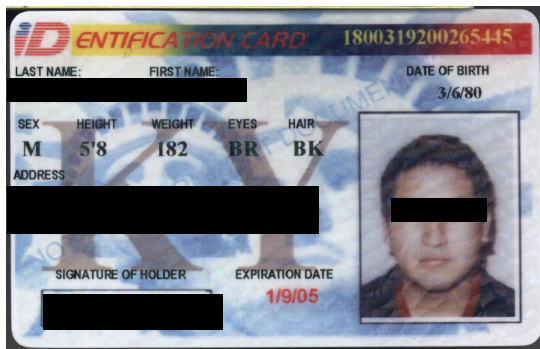 IDENTIFICATION CARD 1800319200265445
LAST NAME: FIRST NAME: DATE OF BIRTH
3/6/80
SEX HEIGHT WEIGHT EYES HAIR
M 5'8 182 BR BK
ADDRESS
KY
SIGNATURE OF HOLDER EXPIRATION DATE
1/9/05